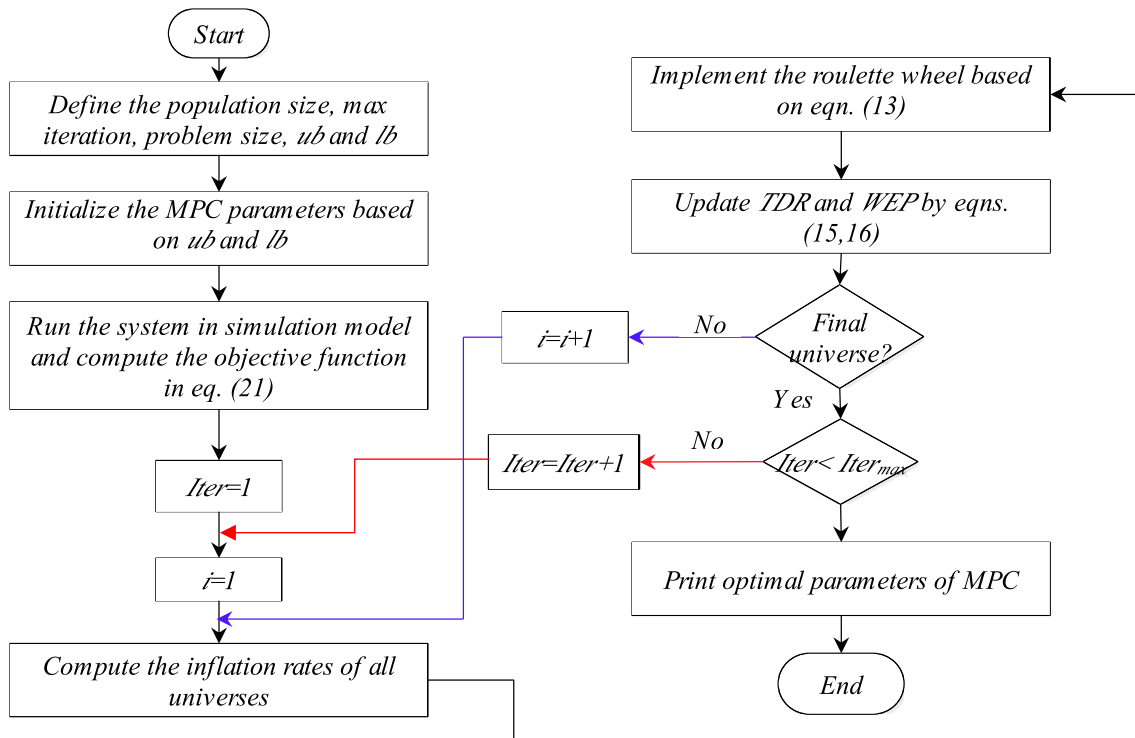 Start
Define the population size, max
iteration, problem size, ub and lb
Initialize the MPC parameters based
on ub and lb
Run the system in simulation model
and compute the objective function
in eq. (21)
Iter=1
i=1
Compute the inflation rates of all
universes
Implement the roulette wheel based
on eqn. (13)
Update TDR and WEP by eqns.
(15,16)
Final
universe?
No
i=i+1
Yes
Iter< Itermax
No
Iter=Iter+1
Print optimal parameters of MPC
End